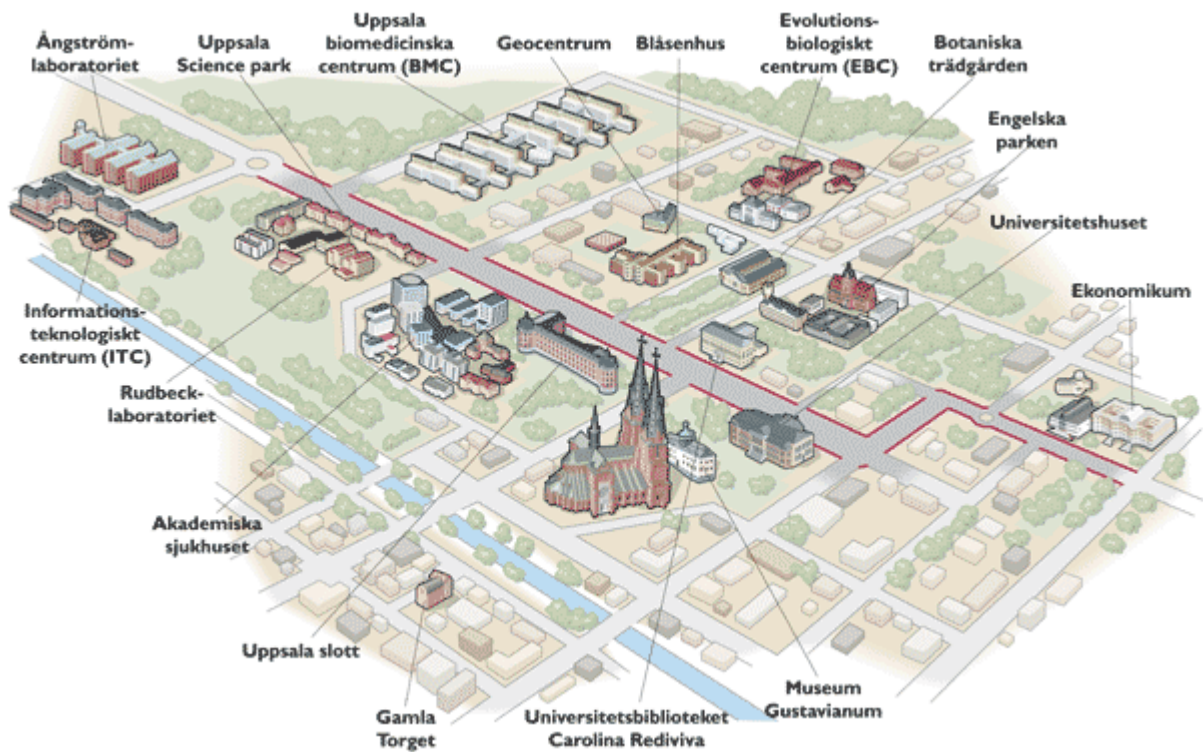 Ångström-
laboratoriet
Uppsala
Science park
Uppsala
biomedicinska
centrum (BMC)
Geocentrum
Blåsenhus
Evolutions-
biologiskt
centrum (EBC)
Botaniska
trädgården
Engelska
parken
Universitetshuset
Ekonomikum
Informations-
teknologiskt
centrum (ITC)
Rudbeck-
laboratoriet
Akademiska
sjukhuset
Uppsala slott
Gamla
Torget
Universitetsbiblioteket
Carolina Rediviva
Museum
Gustavianum